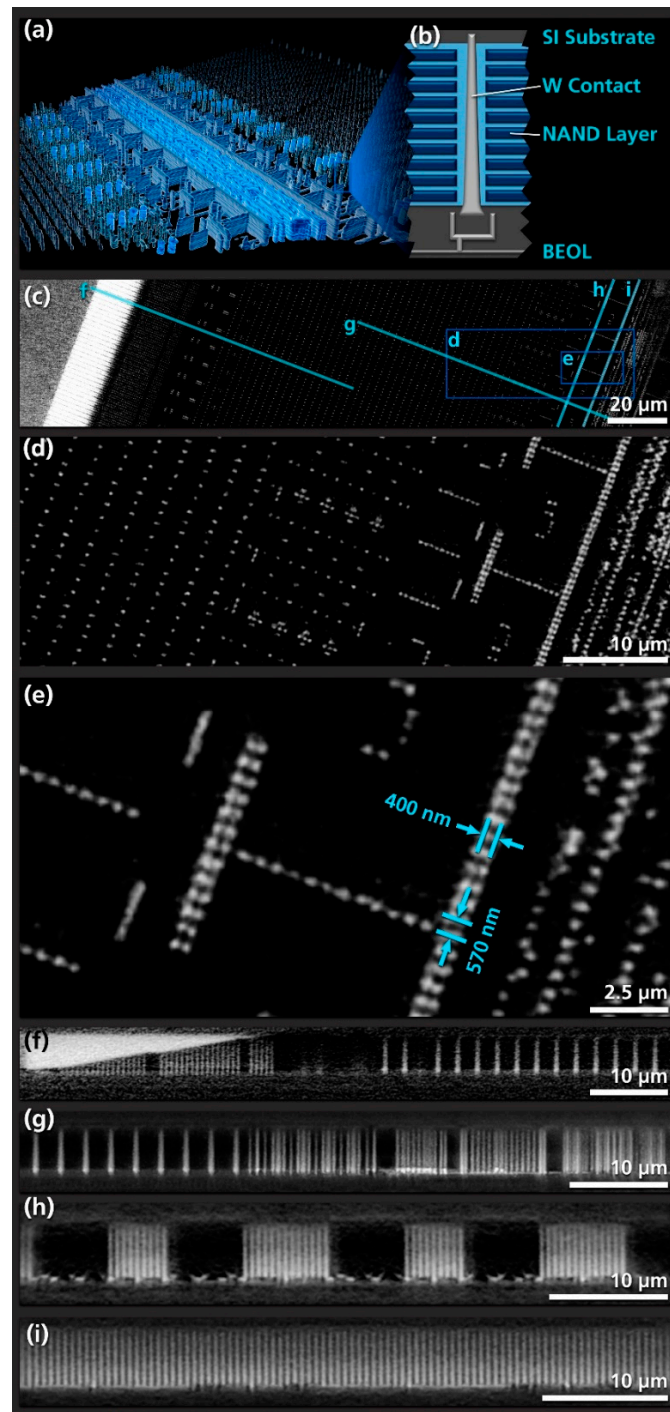 (a)
(b)
SI Substrate
W Contact
NAND Layer
BEOL
(c)
f
g
d
h
i
e
20 µm
(d)
10 µm
(e)
400 nm
570 nm
2.5 µm
(f)
10 µm
(g)
10 µm
(h)
10 µm
(i)
10 µm